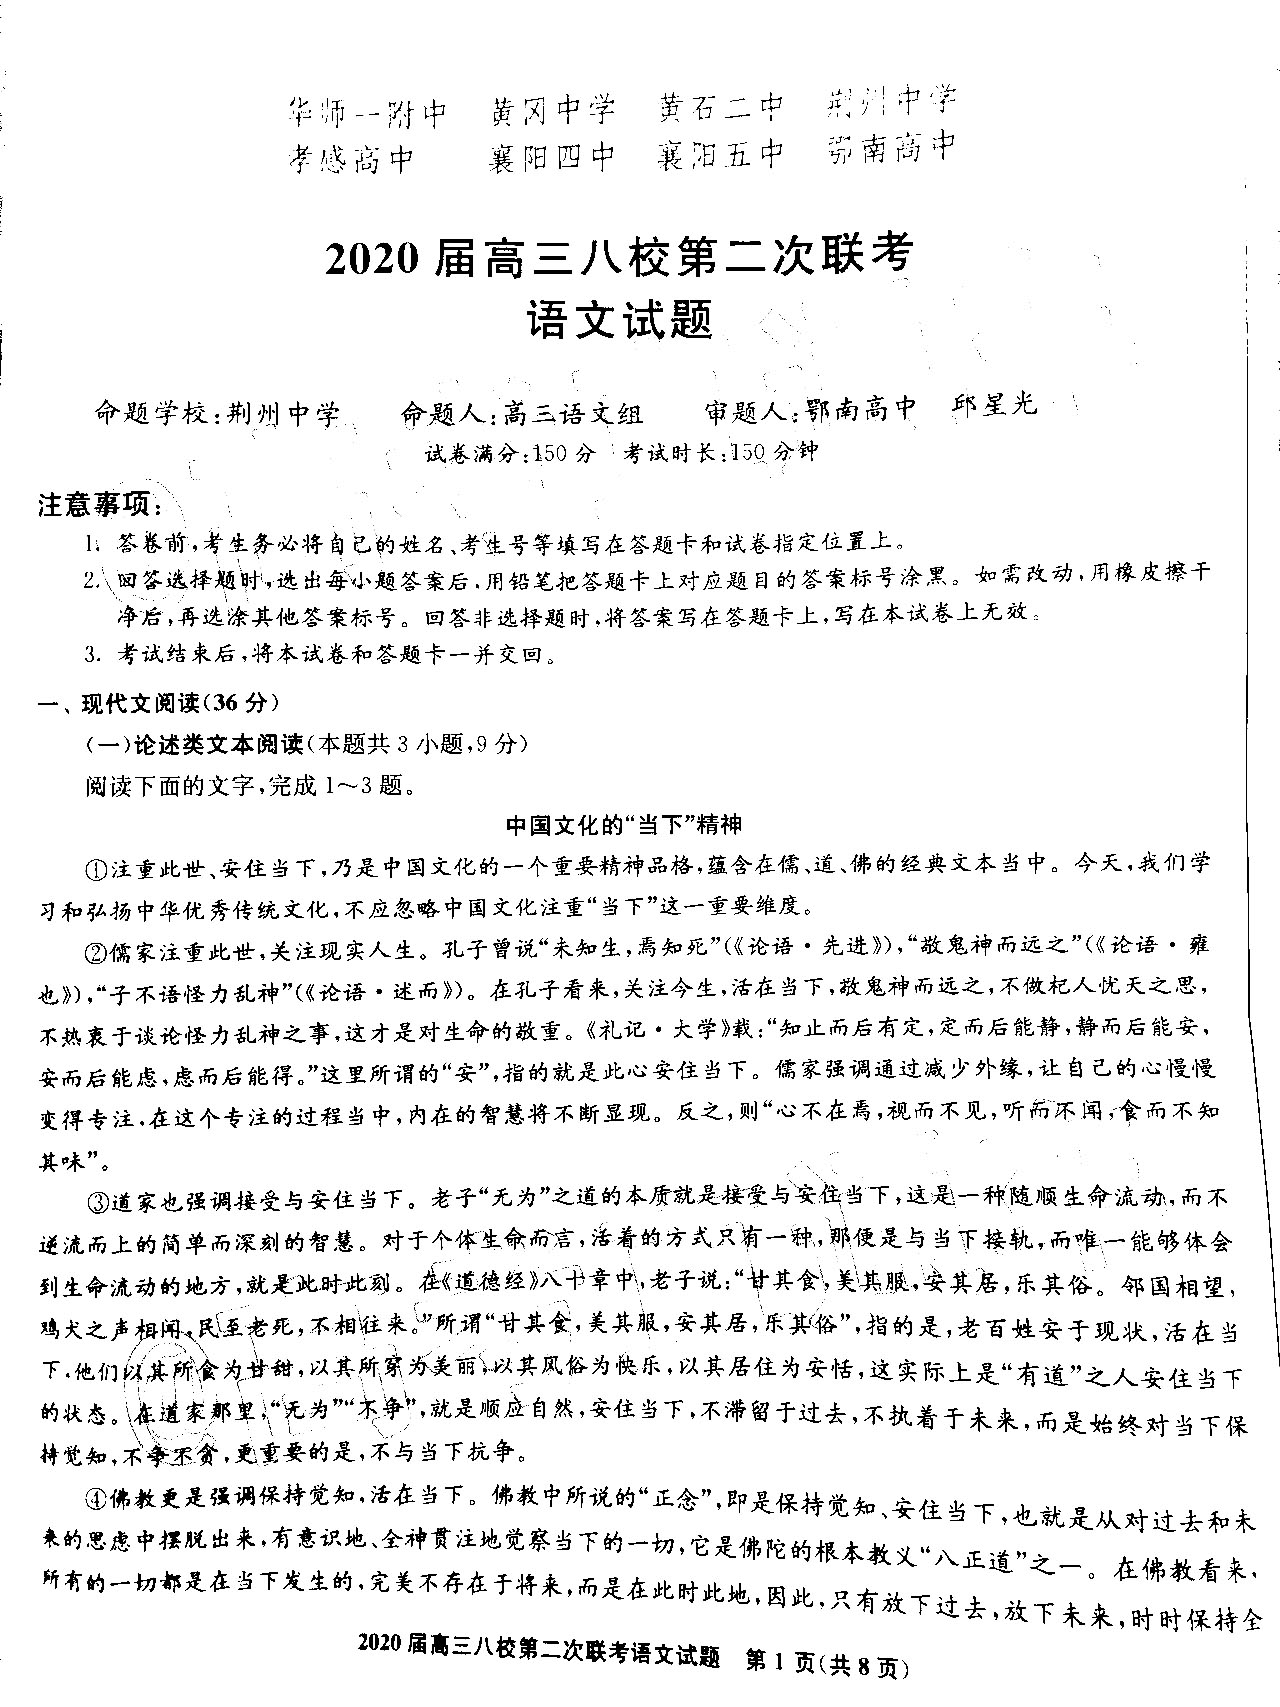 华师一附中 黄冈中学 黄石二中 荆州中学
孝感高中 襄阳四中 襄阳五中 鄂南高中
2020 届高三八校第二次联考
语文试题
命题学校:荆州中学 命题人:高三语文组 审题人:鄂南高中 邱星光
试卷满分:150分 考试时长:150分钟
注意事项:
1. 答卷前,考生务必将自己的姓名、考生号等填写在答题卡和试卷指定位置上。
2. 回答选择题时,选出每小题答案后,用铅笔把答题卡上对应题目的答案标号涂黑。如需改动,用橡皮擦干
净后,再选涂其他答案标号。回答非选择题时,将答案写在答题卡上,写在本试卷上无效。
3. 考试结束后,将本试卷和答题卡一并交回。
一、现代文阅读(36分)
(一)论述类文本阅读(本题共3小题,9分)
阅读下面的文字,完成1~3题。
中国文化的“当下”精神
①注重此世、安住当下,乃是中国文化的一个重要精神品格,蕴含在儒、道、佛的经典文本当中。今天,我们学
习和弘扬中华优秀传统文化,不应忽略中国文化注重“当下”这一重要维度。
②儒家注重此世,关注现实人生。孔子曾说“未知生,焉知死”(《论语·先进》),“敬鬼神而远之”(《论语·雍
也》),“子不语怪力乱神”(《论语·述而》)。在孔子看来,关注今生,活在当下,敬鬼神而远之,不做杞人忧天之思,
不热衷于谈论怪力乱神之事,这才是对生命的敬重。《礼记·大学》载:“知止而后有定,定而后能静,静而后能安,
安而后能虑,虑而后能得。”这里所谓的“安”,指的就是此心安住当下。儒家强调通过减少外缘,让自己的心慢慢
变得专注,在这个专注的过程当中,内在的智慧将不断显现。反之,则“心不在焉,视而不见,听而不闻,食而不知
其味”。
③道家也强调接受与安住当下。老子“无为”之道的本质就是接受与安住当下,这是一种随顺生命流动,而不
逆流而上的简单而深刻的智慧。对于个体生命而言,活着的方式只有一种,那便是与当下接轨,而唯一能够体会
到生命流动的地方,就是此时此刻。在《道德经》八十章中,老子说:“甘其食,美其服,安其居,乐其俗。邻国相望,
鸡犬之声相闻,民至老死,不相往来。”所谓“甘其食,美其服,安其居,乐其俗”,指的是,老百姓安于现状,活在当
下,他们以其所食为甘甜,以其所穿为美丽,以其风俗为快乐,以其居住为安恬,这实际上是“有道”之人安住当下
的状态。在道家那里,“无为”“不争”,就是顺应自然,安住当下,不滞留于过去,不执着于未来,而是始终对当下保
持觉知,不争不贪,更重要的是,不与当下抗争。
④佛教更是强调保持觉知,活在当下。佛教中所说的“正念”,即是保持觉知、安住当下,也就是从对过去和未
来的思虑中摆脱出来,有意识地、全神贯注地觉察当下的一切,它是佛陀的根本教义“八正道”之一。在佛教看来,
所有的一切都是在当下发生的,完美不存在于将来,而是在此时此地,因此,只有放下过去,放下未来,时时保持全
2020 届高三八校第二次联考语文试题 第 1 页(共 8 页)